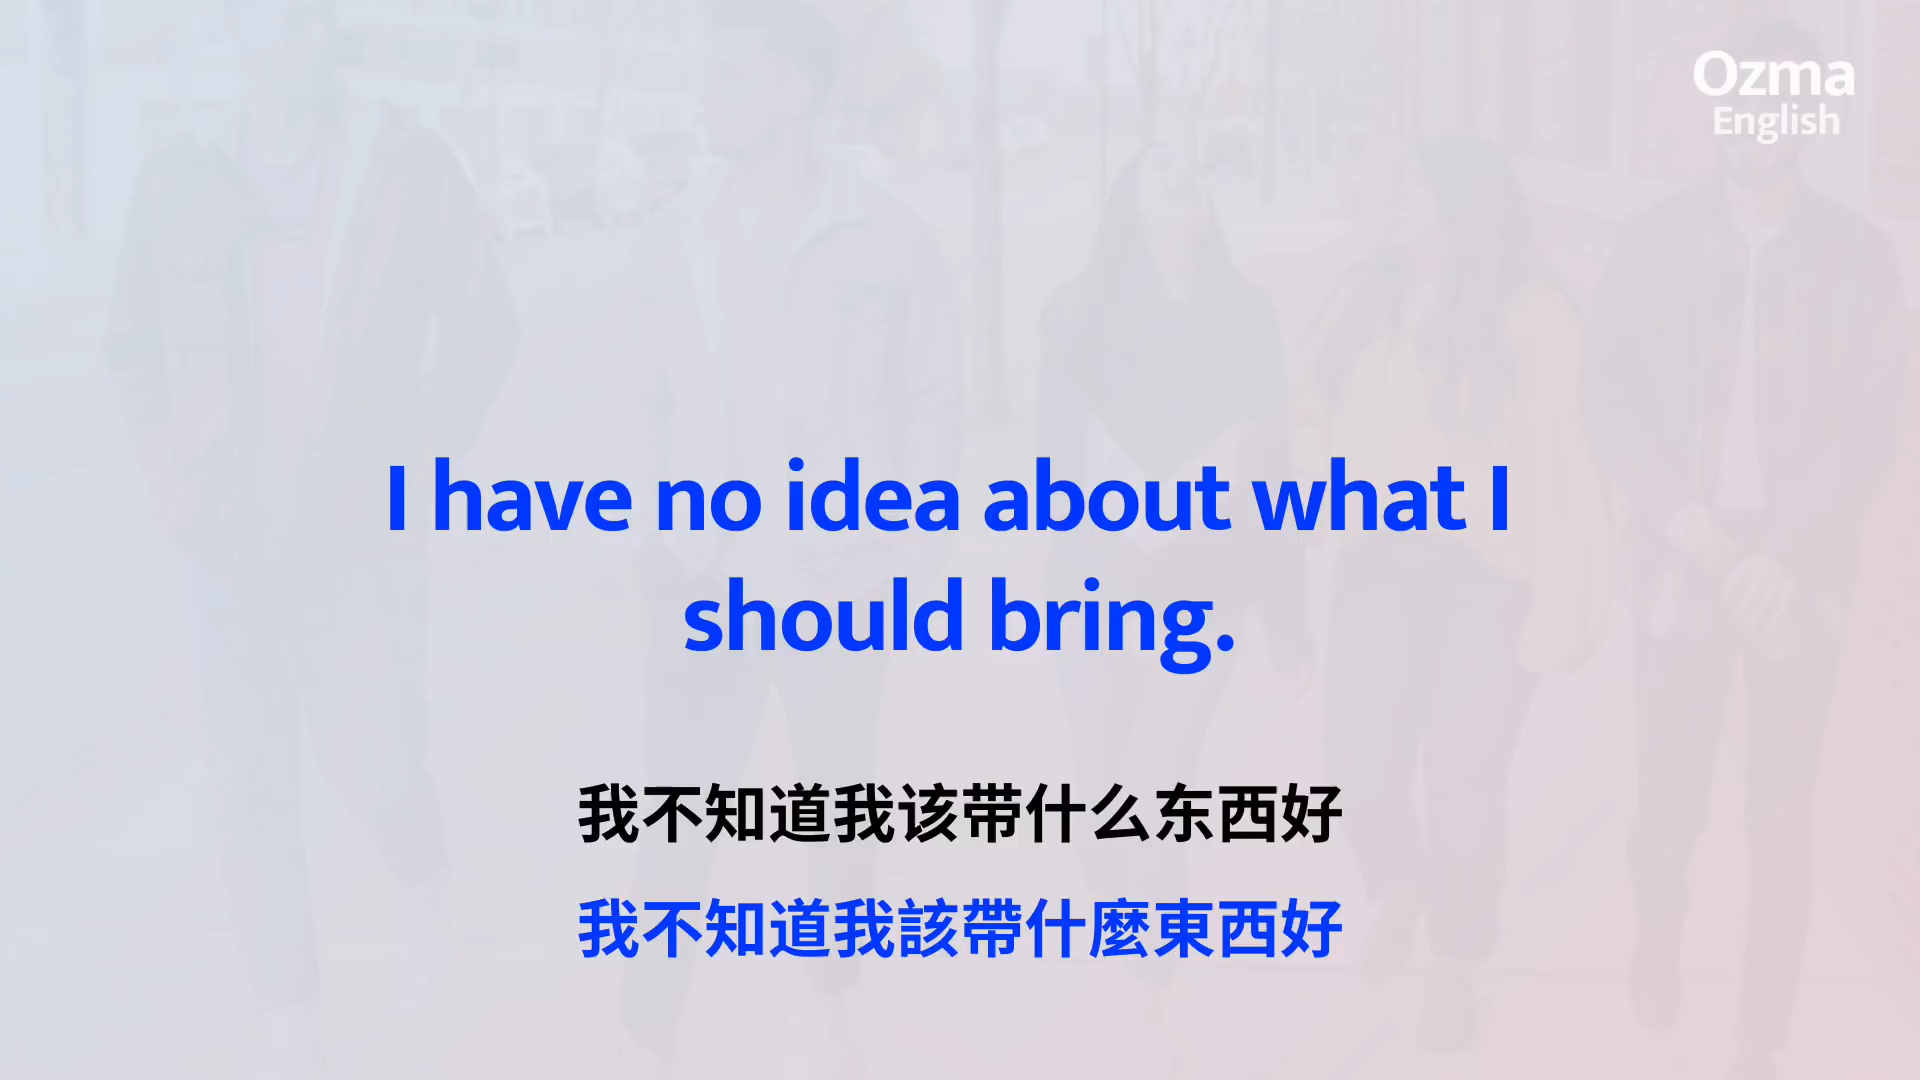 Ozma
English
I have no idea about what I
should bring.
我不知道我该带什么东西好
我不知道我該帶什麼東西好